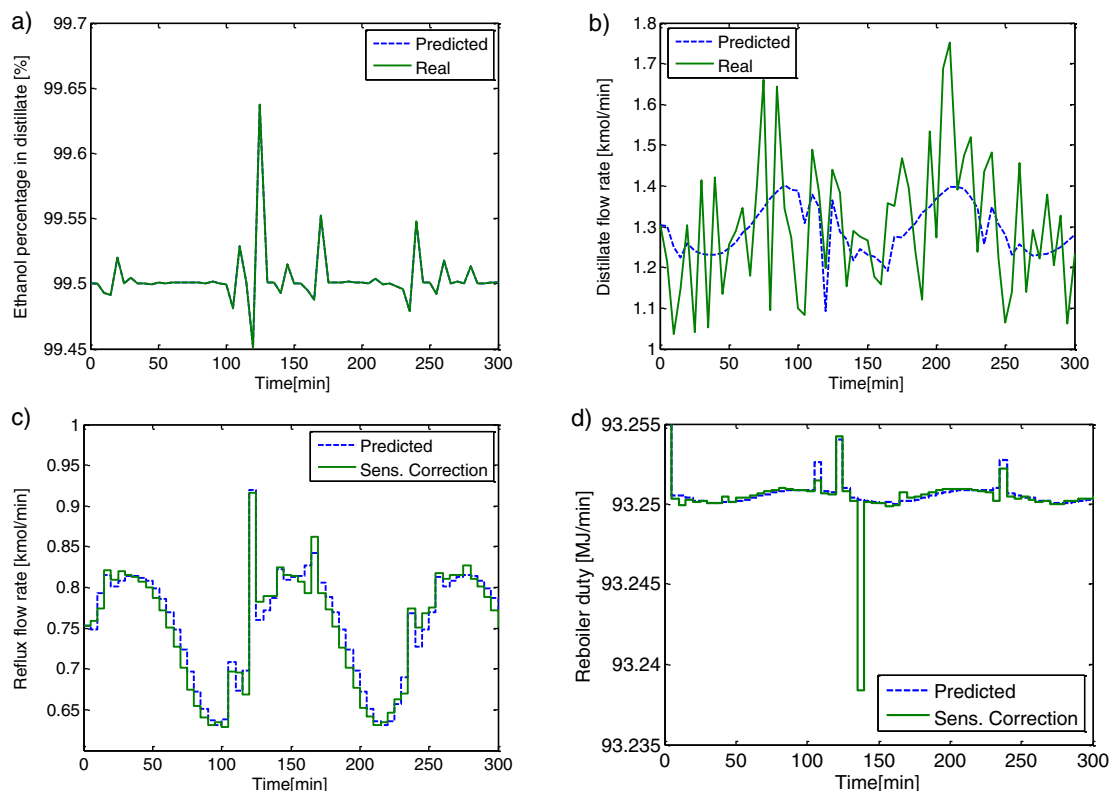 a)
99.7
99.65
99.6
99.55
99.5
99.45
Ethanol percentage in distillate [%]
Predicted
Real
0 50 100 150 200 250 300
Time[min]
b)
1.8
1.7
1.6
1.5
1.4
1.3
1.2
1.1
1
Distillate flow rate [kmol/min]
Predicted
Real
0 50 100 150 200 250 300
Time[min]
c)
1
0.95
0.9
0.85
0.8
0.75
0.7
0.65
Reflux flow rate [kmol/min]
Predicted
Sens. Correction
0 50 100 150 200 250 300
Time[min]
d)
93.255
93.25
93.245
93.24
93.235
Reboiler duty [MJ/min]
Predicted
Sens. Correction
0 50 100 150 200 250 300
Time[min]